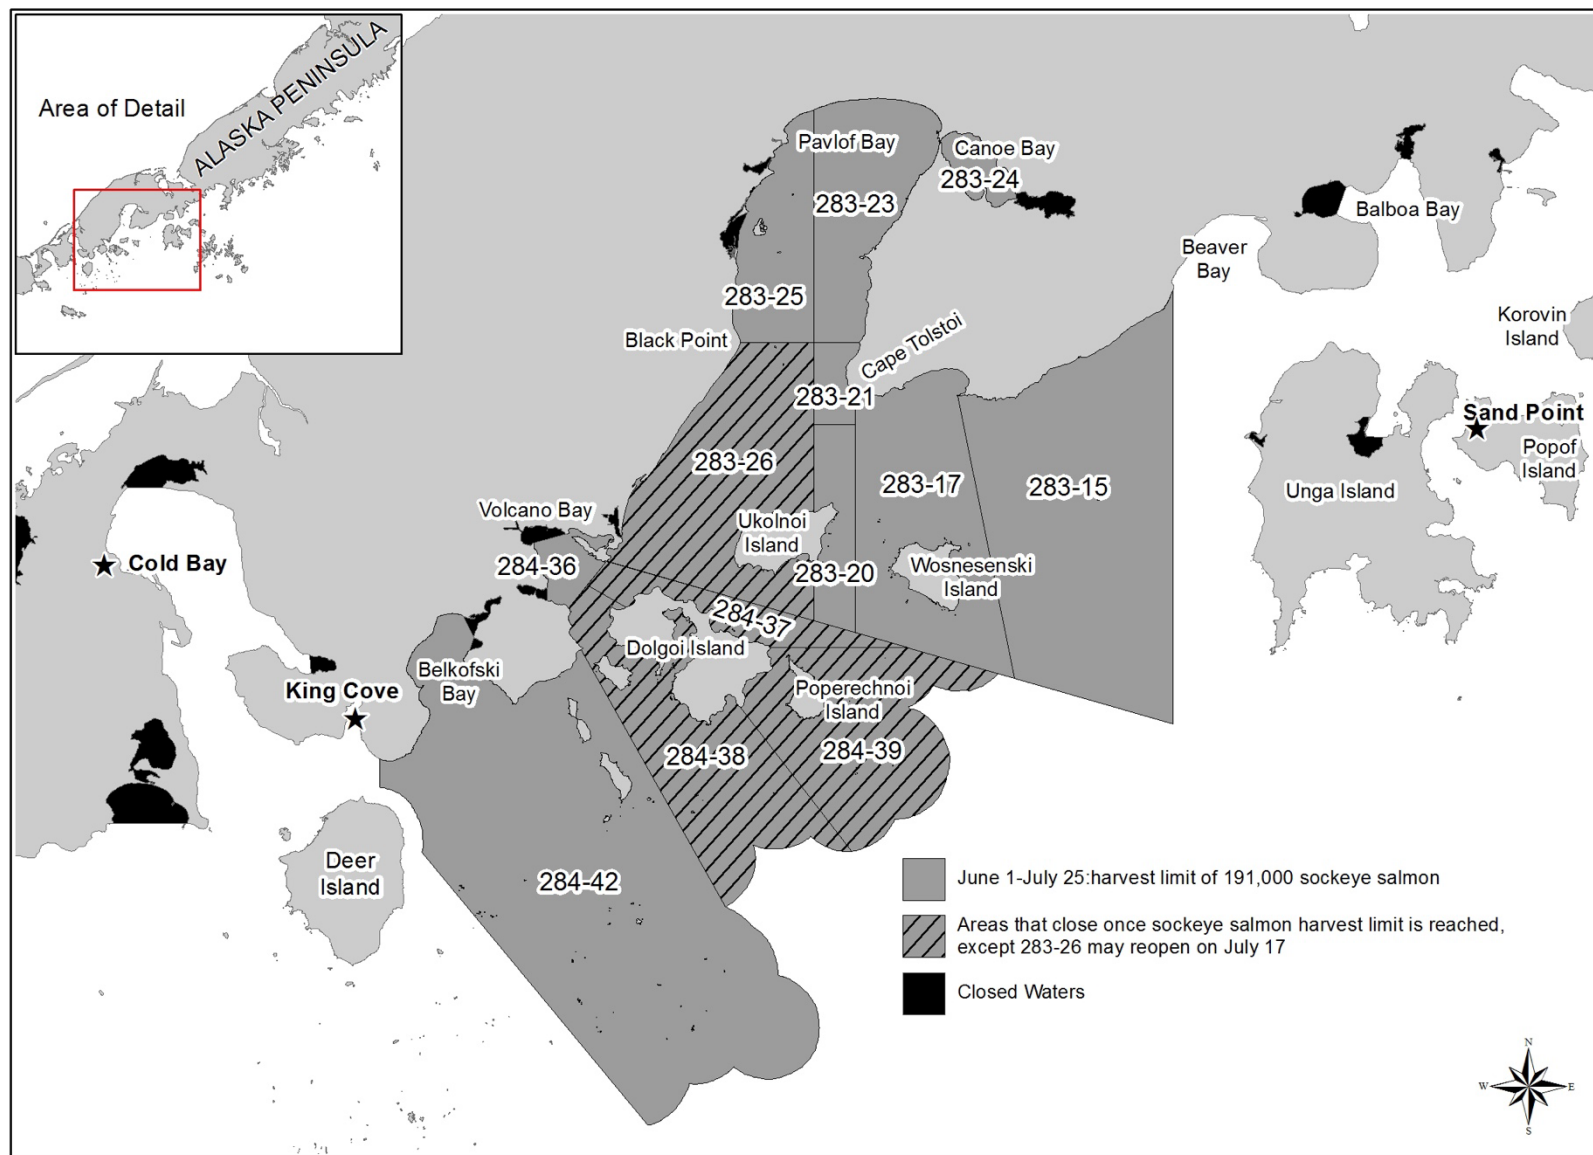 Area of Detail
ALASKA PENINSULA
Pavlof Bay
Canoe Bay
283-24
283-23
Balboa Bay
Beaver
Bay
283-25
Korovin
Island
Black Point
Cape Tolstoi
283-21
Sand Point
Popof
Island
283-26
283-17
283-15
Unga Island
Volcano Bay
Ukolnoi
Island
Cold Bay
284-36
283-20
Wosnesenski
Island
284-37
Dolgoi Island
Belkofski
Bay
King Cove
Poperechnoi
Island
284-38
284-39
Deer
Island
284-42
June 1-July 25:harvest limit of 191,000 sockeye salmon
Areas that close once sockeye salmon harvest limit is reached,
except 283-26 may reopen on July 17
Closed Waters
N
W
E
S